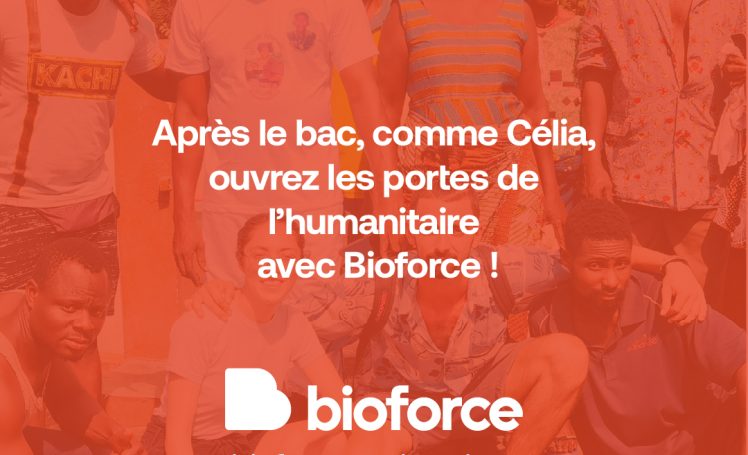 KACHI
Après le bac, comme Célia,
ouvrez les portes de
l’humanitaire
avec Bioforce !
bioforce